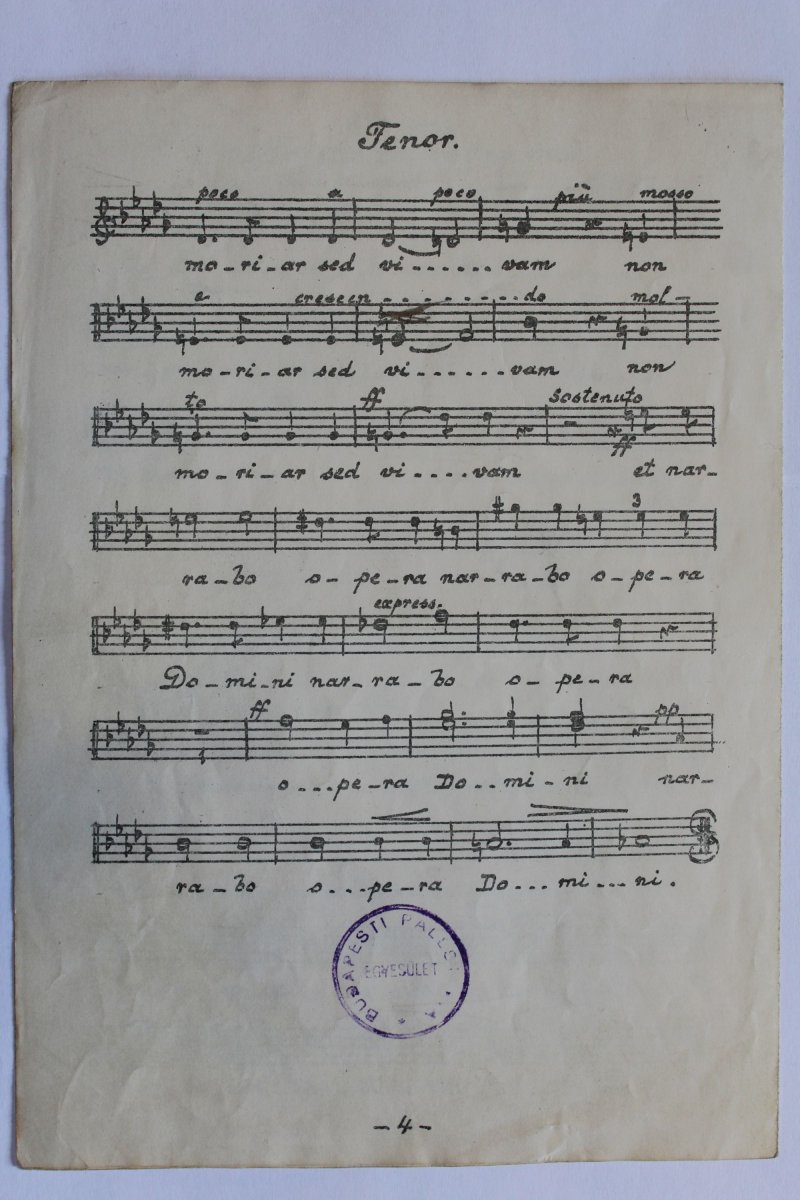 Tenor.
poco a poco più mosso
mo-ri-ar sed vi......vam non
e crescen........do mol-
mo-ri-ar sed vi......vam non
to ff sostenuto
ff
mo-ri-ar sed vi....vam et nar-
3
ra-bo o-pe-ra nar-ra-bo o-pe-ra
express.
Do-mi-ni nar-ra-bo o-pe-ra
ff pp
1
o...pe-ra Do..mi-ni nar-
ra-bo o...pe-ra Do...mi...ni.
BUDAPESTI
EGYESÜLET
-4-